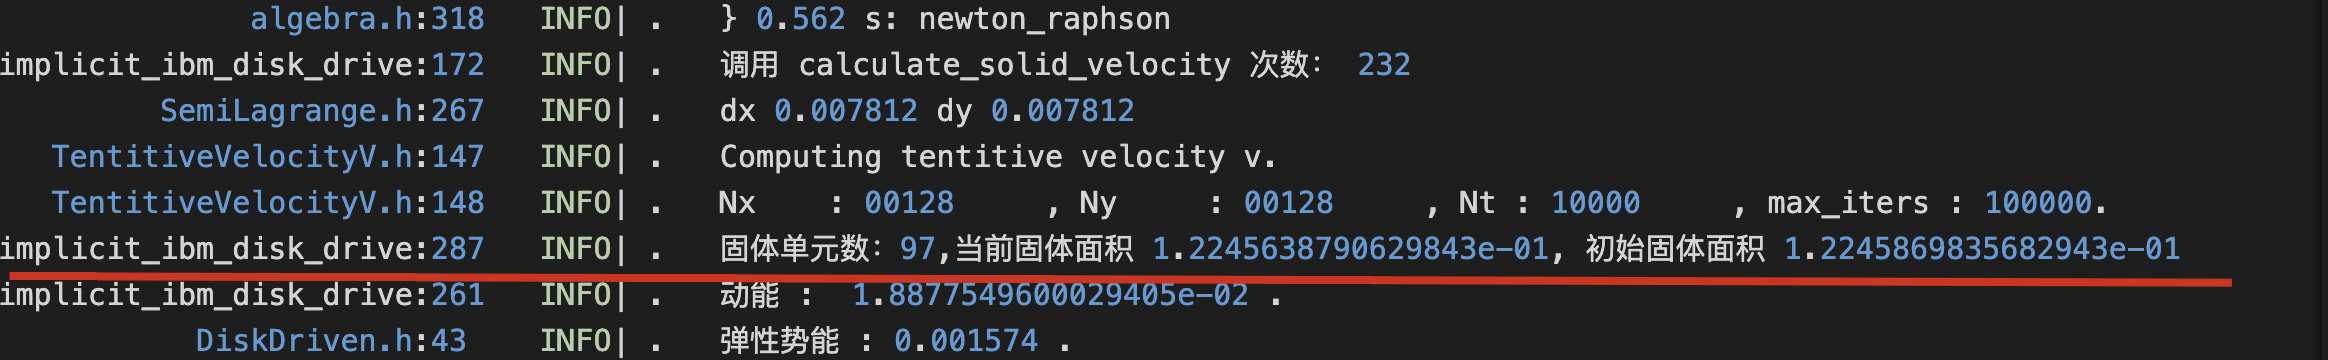 algebra.h:318 INFO| . } 0.562 s: newton_raphson
implicit_ibm_disk_drive:172 INFO| . 调用 calculate_solid_velocity 次数： 232
SemiLagrange.h:267 INFO| . dx 0.007812 dy 0.007812
TentitiveVelocityV.h:147 INFO| . Computing tentitive velocity v.
TentitiveVelocityV.h:148 INFO| . Nx : 00128 , Ny : 00128 , Nt : 10000 , max_iters : 100000.
implicit_ibm_disk_drive:287 INFO| . 固体单元数：97,当前固体面积 1.2245638790629843e-01, 初始固体面积 1.2245869835682943e-01
implicit_ibm_disk_drive:261 INFO| . 动能 : 1.8877549600029405e-02 .
DiskDriven.h:43 INFO| . 弹性势能 : 0.001574 .